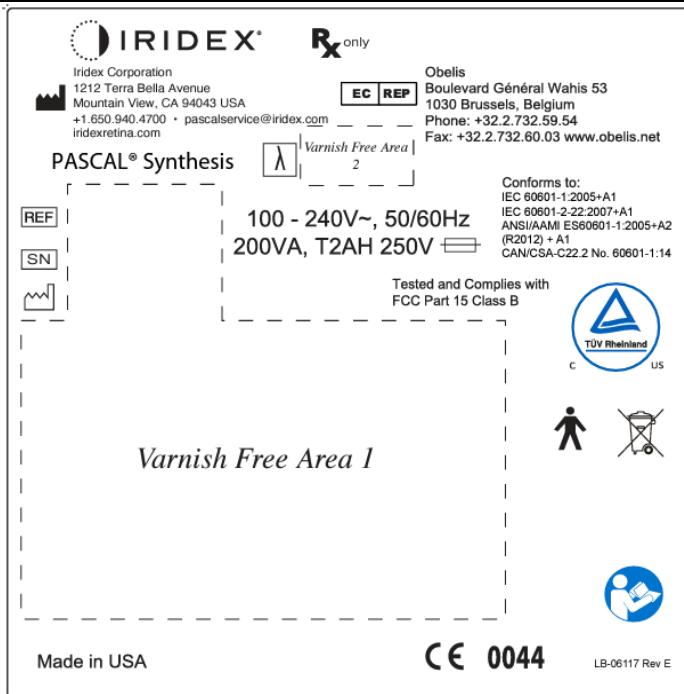 IRIDEX®
Rx only
Iridex Corporation
1212 Terra Bella Avenue
Mountain View, CA 94043 USA
+1.650.940.4700 • pascalservice@iridex.com
iridexretina.com
EC REP
Obelis
Boulevard Général Wahis 53
1030 Brussels, Belgium
Phone: +32.2.732.59.54
Fax: +32.2.732.60.03 www.obelis.net
PASCAL® Synthesis
λ
Varnish Free Area
2
Conforms to:
IEC 60601-1:2005+A1
IEC 60601-2-22:2007+A1
ANSI/AAMI ES60601-1:2005+A2
(R2012) + A1
CAN/CSA-C22.2 No. 60601-1:14
REF
SN
100 - 240V~, 50/60Hz
200VA, T2AH 250V
Tested and Complies with
FCC Part 15 Class B
TÜV Rheinland
C US
Varnish Free Area 1
Made in USA
CE 0044
LB-06117 Rev E